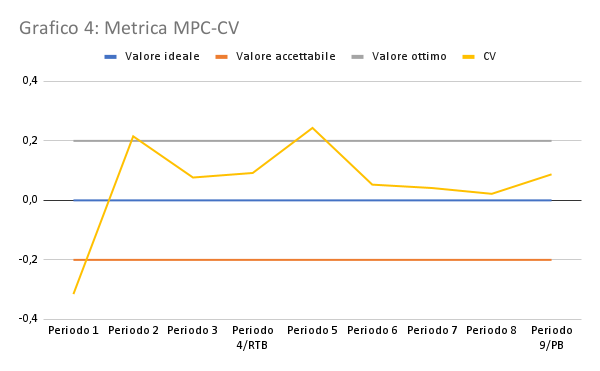 Grafico 4: Metrica MPC-CV
Valore ideale Valore accettabile Valore ottimo CV
0,4
0,2
0,0
-0,2
-0,4
Periodo 1 Periodo 2 Periodo 3 Periodo 4/RTB Periodo 5 Periodo 6 Periodo 7 Periodo 8 Periodo 9/PB